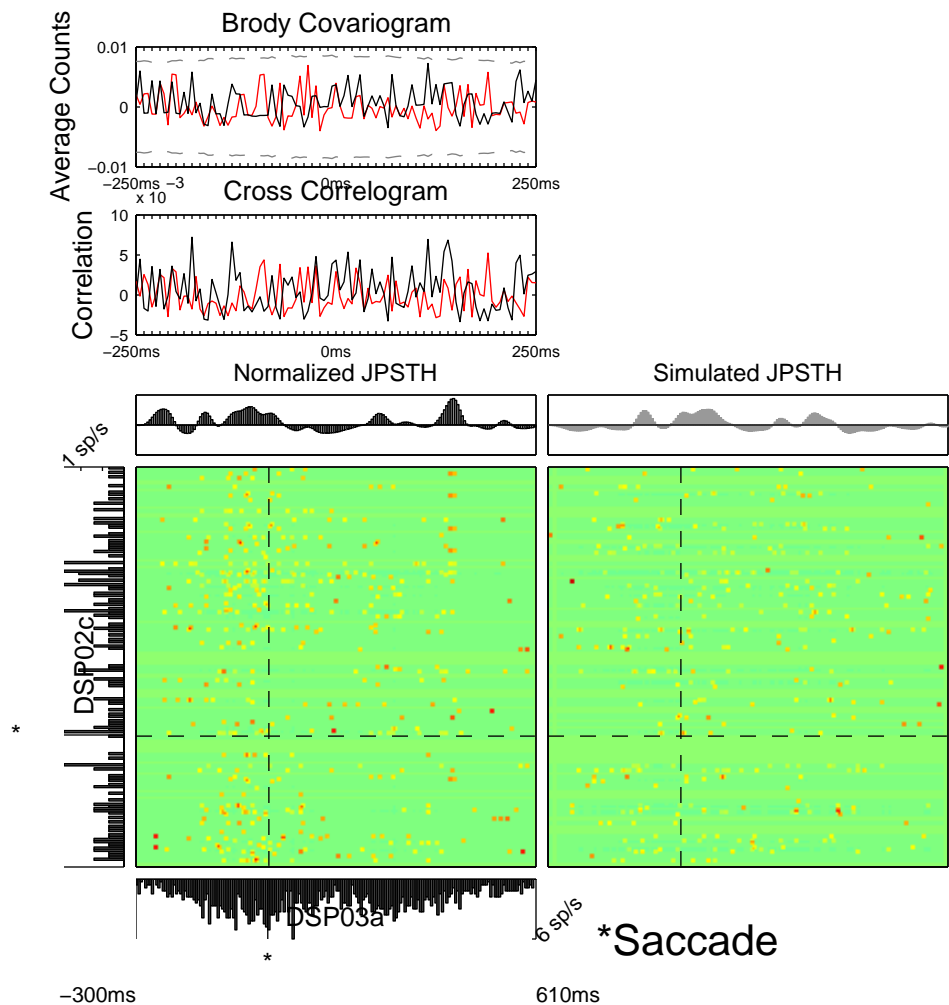 Brody Covariogram
Average Counts
0.01
0
−0.01
−250ms
0ms
250ms
x 10−3
Cross Correlogram
Correlation
10
5
0
−5
−250ms
0ms
250ms
Normalized JPSTH
Simulated JPSTH
1 sp/s
DSP02c
*
DSP03a
6 sp/s
*
*Saccade
−300ms
610ms